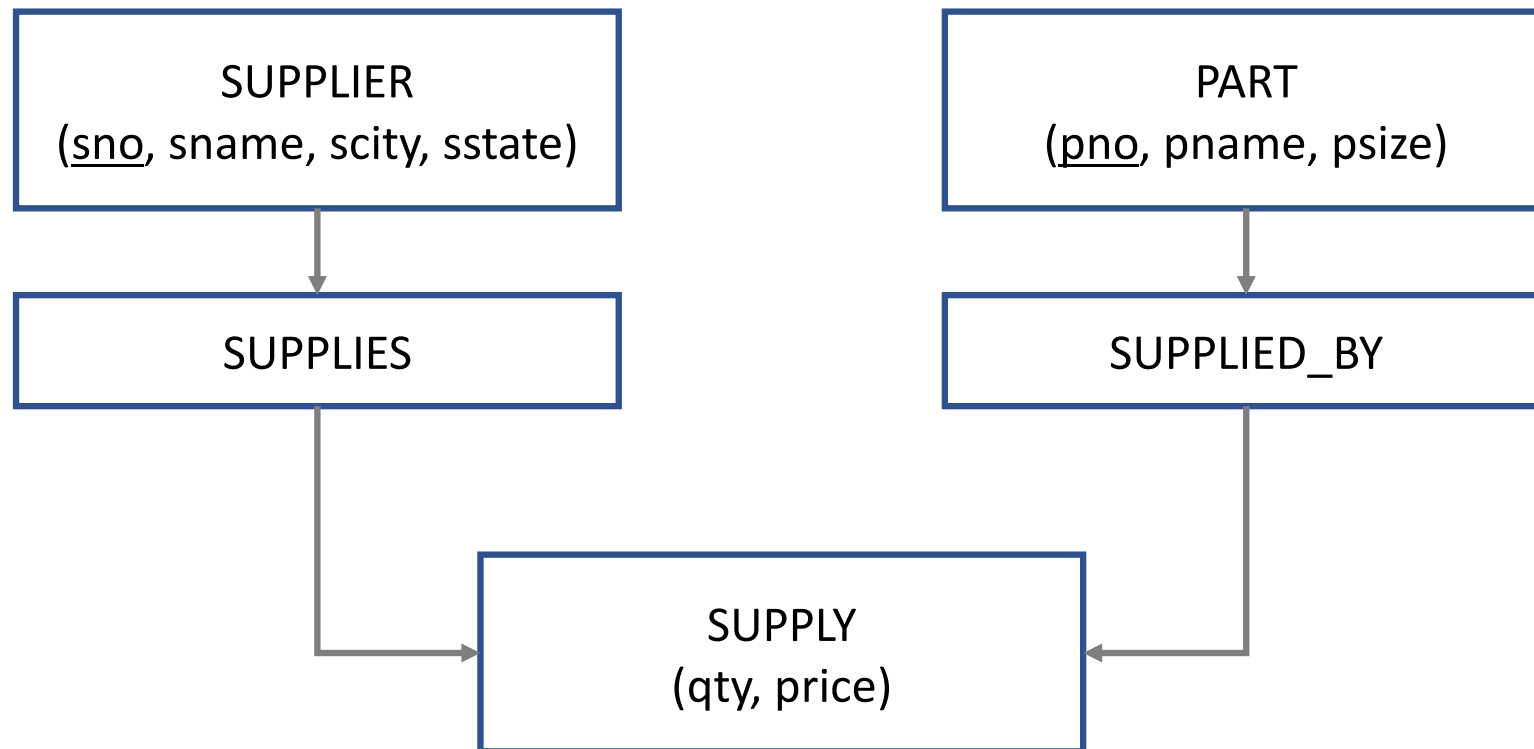 SUPPLIER
(sno, sname, scity, sstate)
PART
(pno, pname, psize)
SUPPLIES
SUPPLIED_BY
SUPPLY
(qty, price)